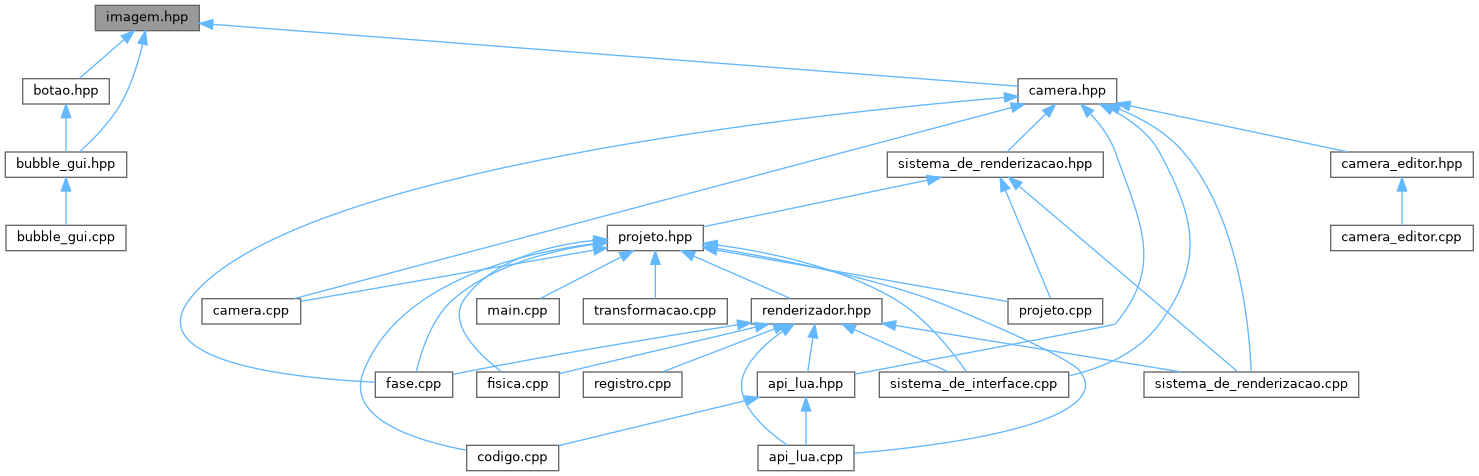 imagem.hpp
botao.hpp
camera.hpp
bubble_gui.hpp
sistema_de_renderizacao.hpp
camera_editor.hpp
bubble_gui.cpp
projeto.hpp
camera_editor.cpp
camera.cpp
main.cpp
transformacao.cpp
renderizador.hpp
projeto.cpp
fase.cpp
fisica.cpp
registro.cpp
api_lua.hpp
sistema_de_interface.cpp
sistema_de_renderizacao.cpp
codigo.cpp
api_lua.cpp